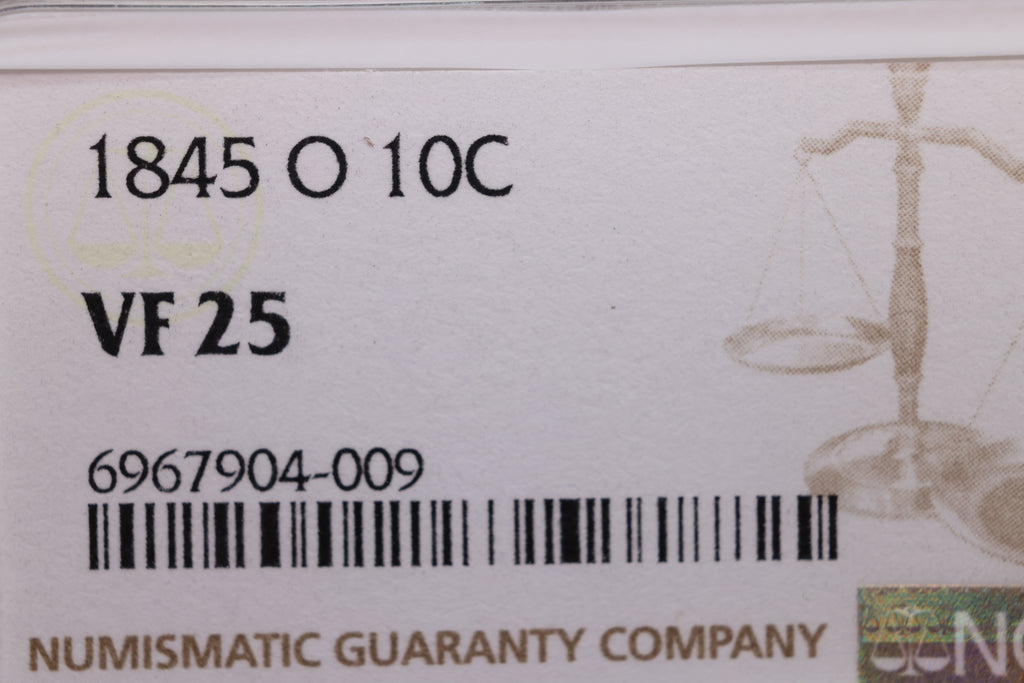 1845 O 10C
VF 25
6967904-009
NUMISMATIC GUARANTY COMPANY